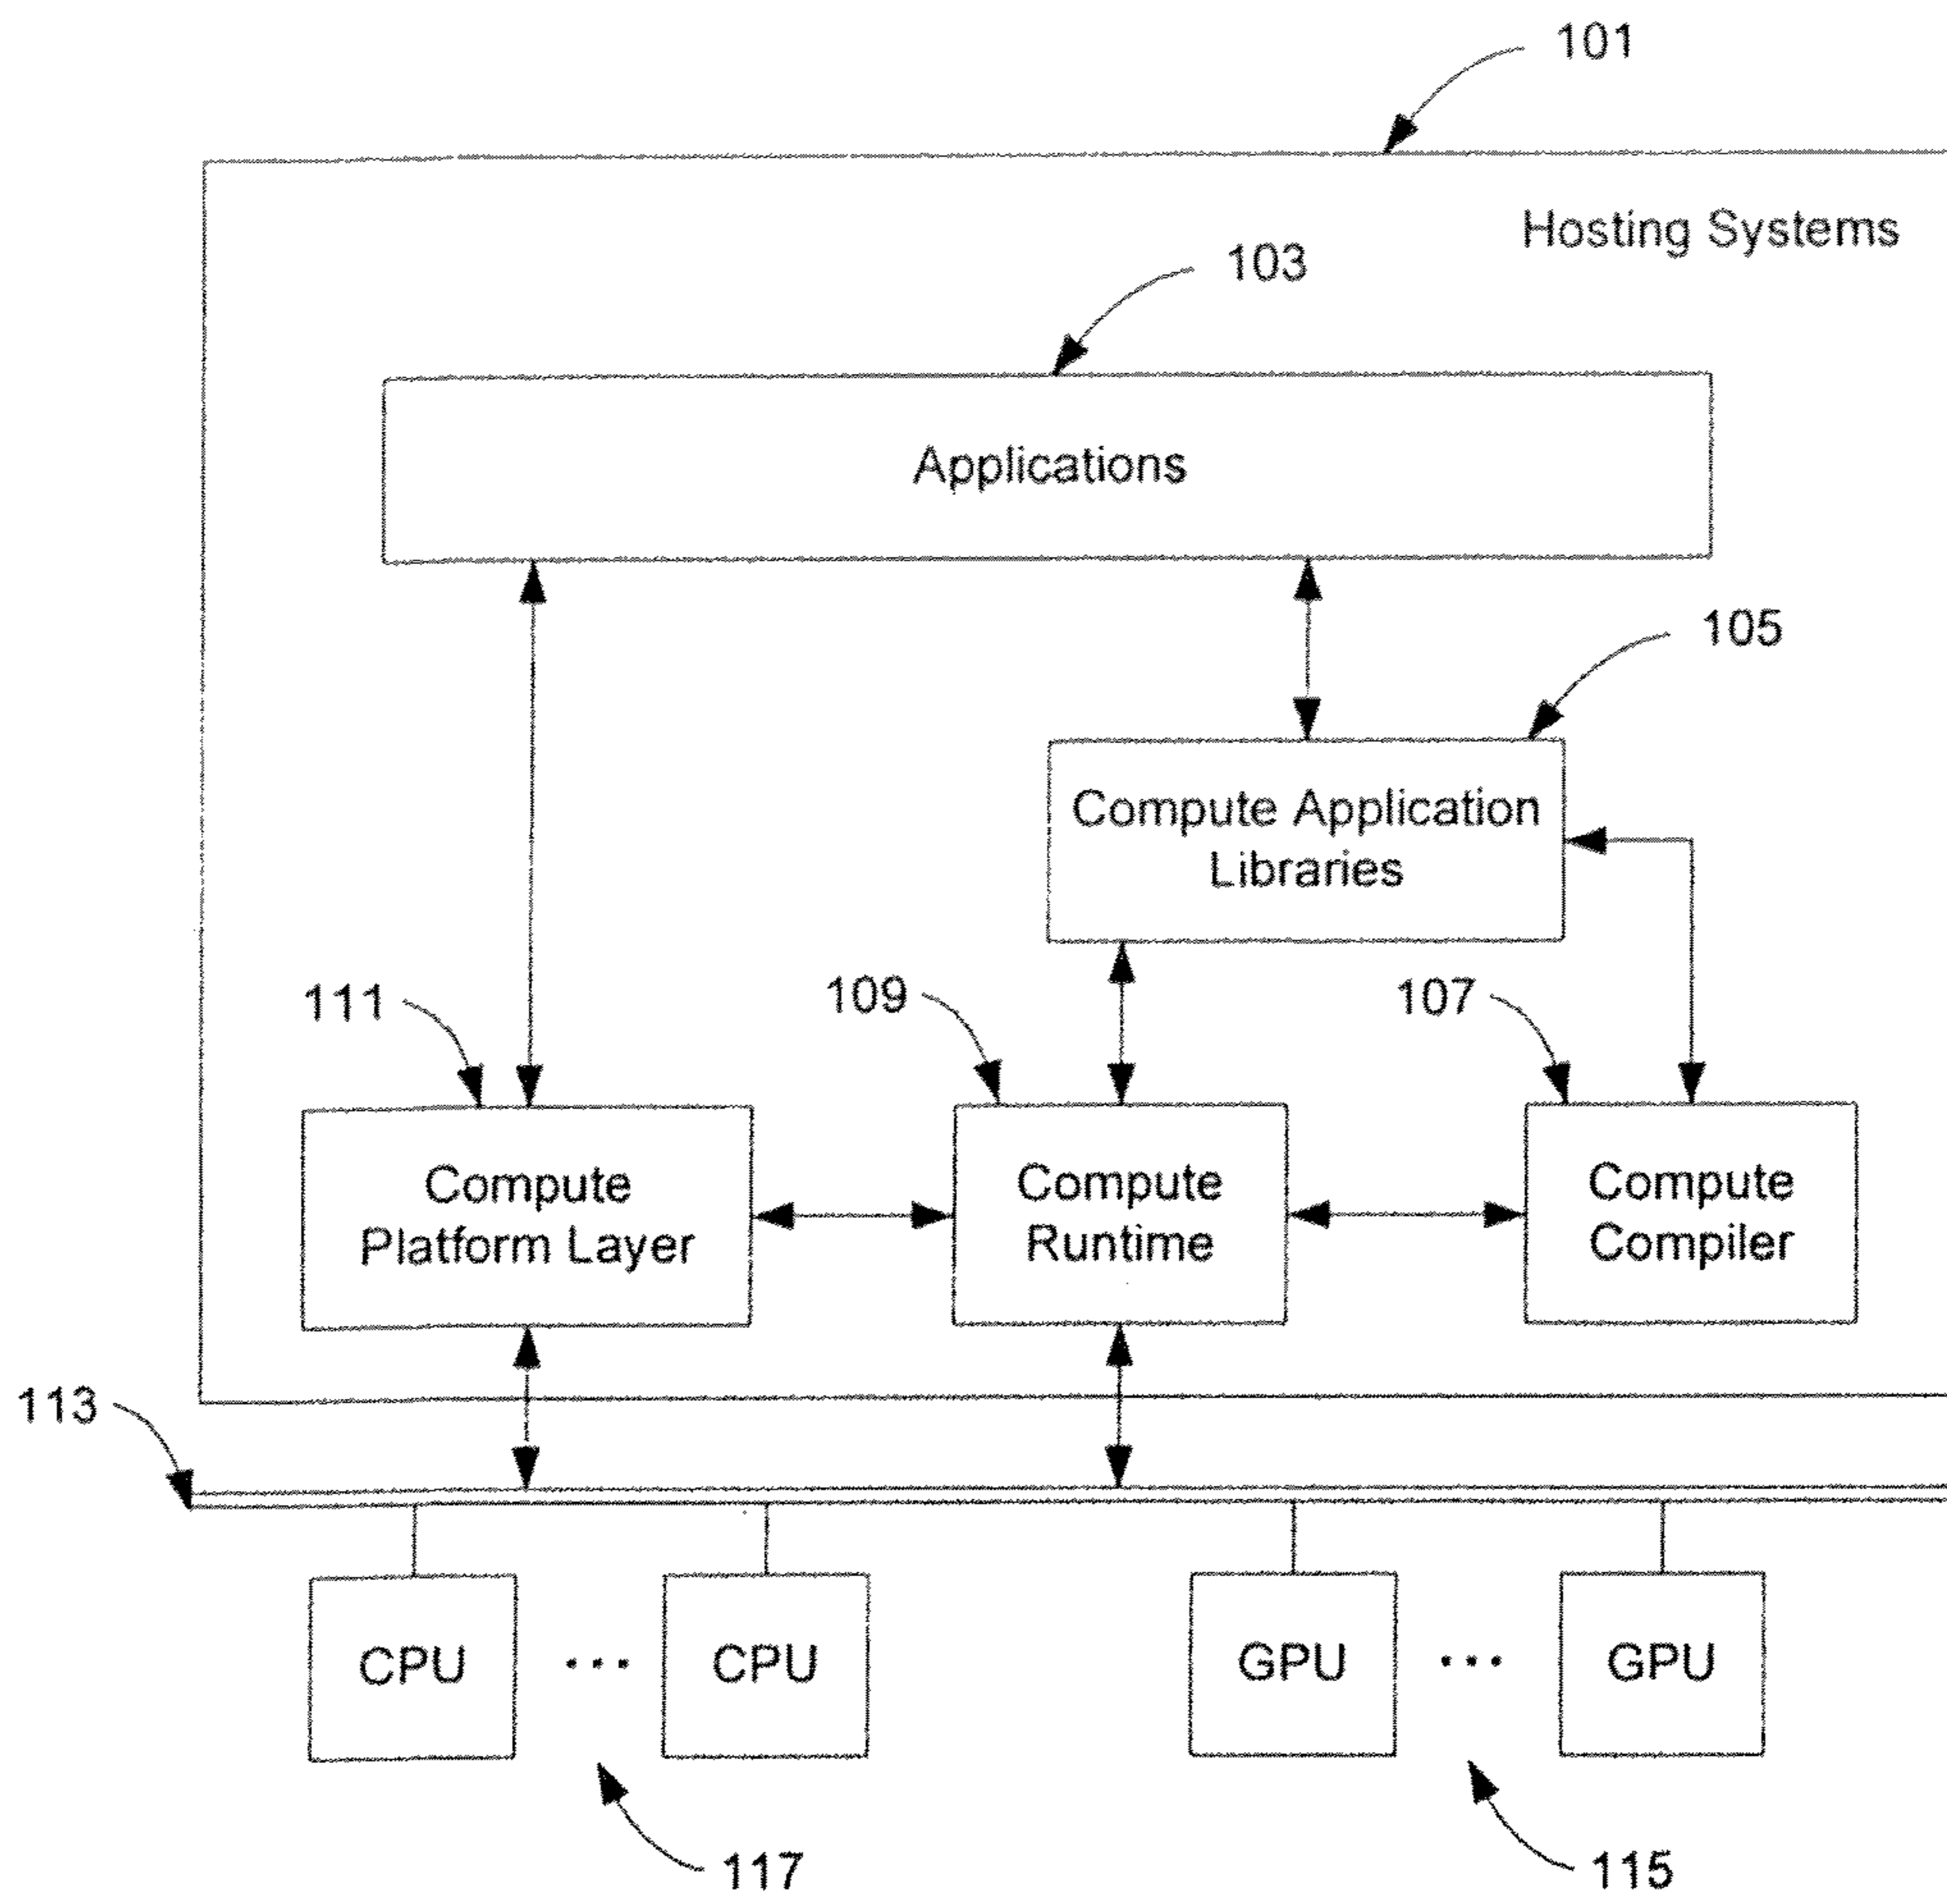 101
Hosting Systems
103
Applications
105
Compute Application
Libraries
111
109
107
Compute
Platform Layer
Compute
Runtime
Compute
Compiler
113
CPU
...
CPU
GPU
...
GPU
117
115